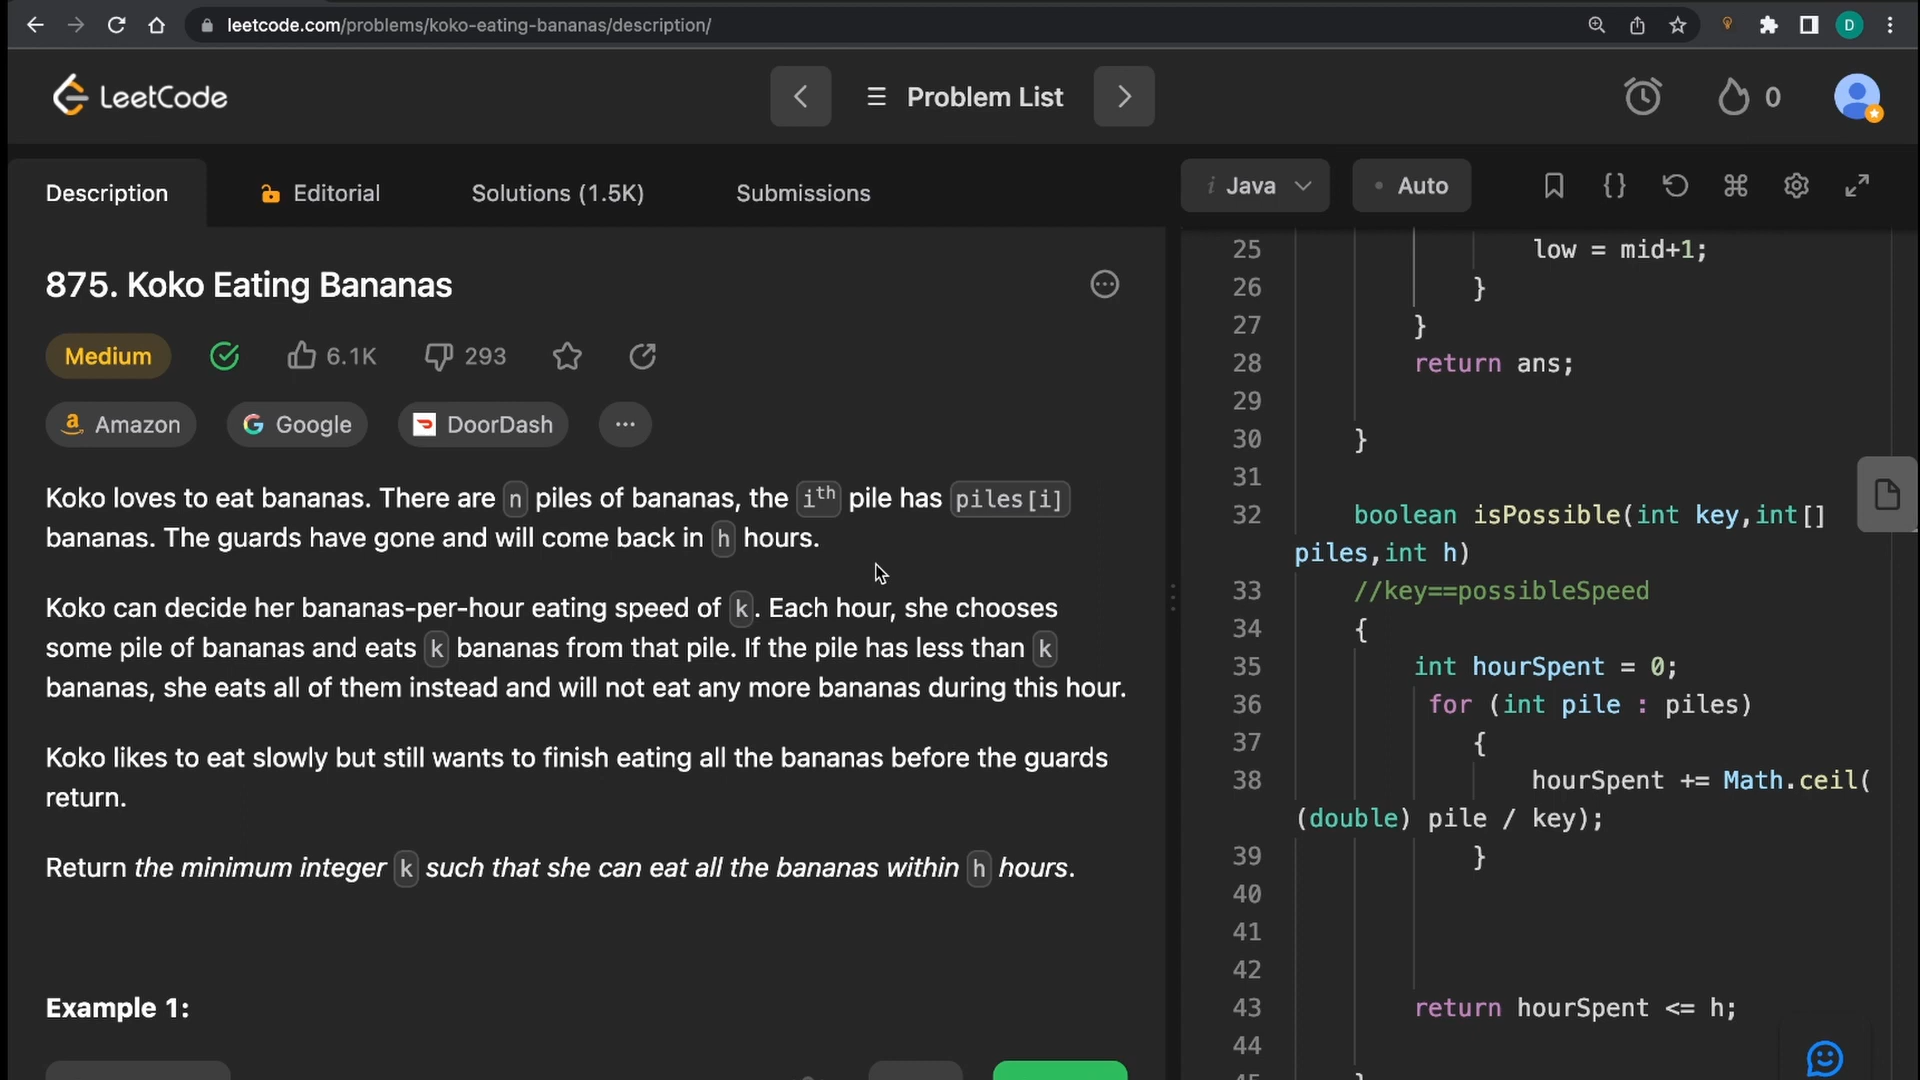 leetcode.com/problems/koko-eating-bananas/description/
D
LeetCode
Problem List
0
Description
Editorial
Solutions (1.5K)
Submissions
i Java
• Auto
{}
875. Koko Eating Bananas
Medium
6.1K
293
Amazon
Google
DoorDash
Koko loves to eat bananas. There are n piles of bananas, the ith pile has piles[i]
bananas. The guards have gone and will come back in h hours.
Koko can decide her bananas-per-hour eating speed of k. Each hour, she chooses
some pile of bananas and eats k bananas from that pile. If the pile has less than k
bananas, she eats all of them instead and will not eat any more bananas during this hour.
Koko likes to eat slowly but still wants to finish eating all the bananas before the guards
return.
Return the minimum integer k such that she can eat all the bananas within h hours.
Example 1:
25 low = mid+1;
26 }
27 }
28 return ans;
29
30 }
31
32 boolean isPossible(int key,int[]
piles,int h)
33 //key==possibleSpeed
34 {
35 int hourSpent = 0;
36 for (int pile : piles)
37 {
38 hourSpent += Math.ceil(
(double) pile / key);
39 }
40
41
42
43 return hourSpent <= h;
44